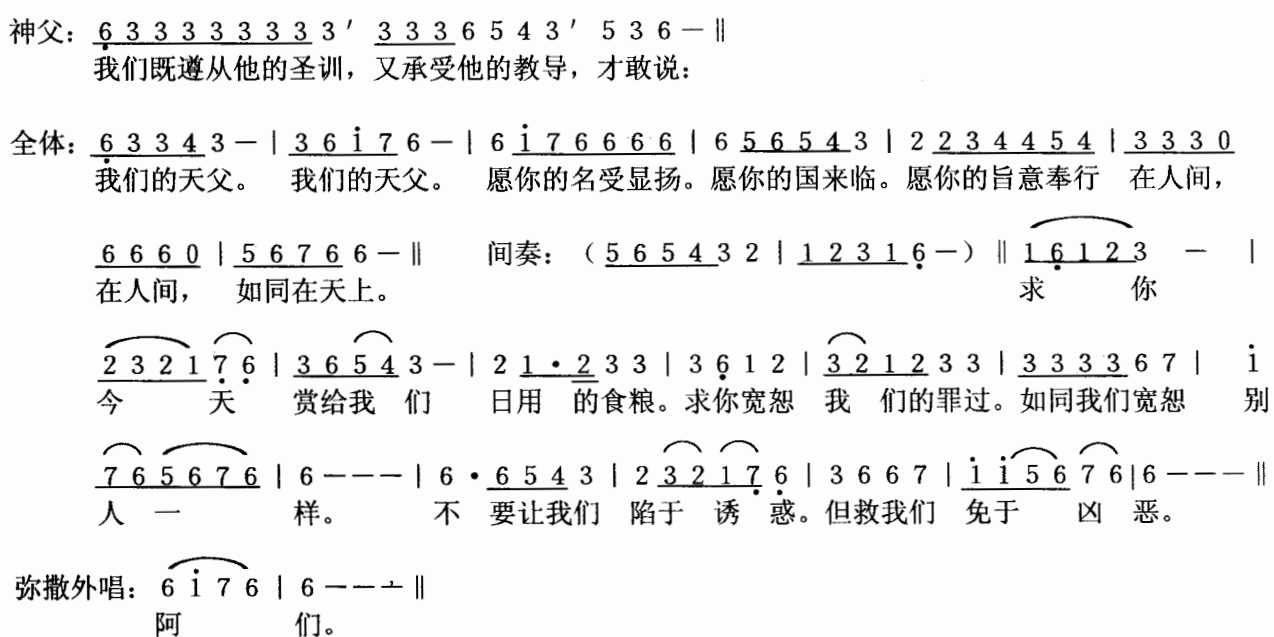 神父：6̣ 3 3 3 3 3 3 3 3′ 3 3 3 6 5 4 3′ 5 3 6 — ‖
我们既遵从他的圣训，又承受他的教导，才敢说：
全体：6̣ 3 3 4 3 — | 3 6 i̇ 7 6 — | 6 i̇ 7 6 6 6 6 | 6 5 6 5 4 3 | 2 2 3 4 4 5 4 | 3 3 3 0
我们的天父。 我们的天父。 愿你的名受显扬。愿你的国来临。愿你的旨意奉行 在人间，
6 6 6 0 | 5 6 7 6 6 — ‖ 间奏：（5 6 5 4 3 2 | 1 2 3 1 6̣ —）‖ 1 6̣ 1 2 3 — |
在人间， 如同在天上。 求 你
2 3 2 1 7̣ 6̣ | 3 6 5 4 3 — | 2 1 · 2 3 3 | 3 6̣ 1 2 | 3 2 1 2 3 3 | 3 3 3 3 6 7 | i̇
今 天 赏给我 们 日用 的食粮。求你宽恕 我 们的罪过。如同我们宽恕 别
7 6 5 6 7 6 | 6 — — — | 6 · 6 5 4 3 | 2 3 2 1 7̣ 6̣ | 3 6 6 7 | i̇ i̇ 5 6 7 6 | 6 — — — ‖
人 一 样。 不 要让我们 陷于 诱 惑。但救我们 免于 凶 恶。
弥撒外唱：6 i̇ 7 6 | 6 — — — ‖
阿 们。